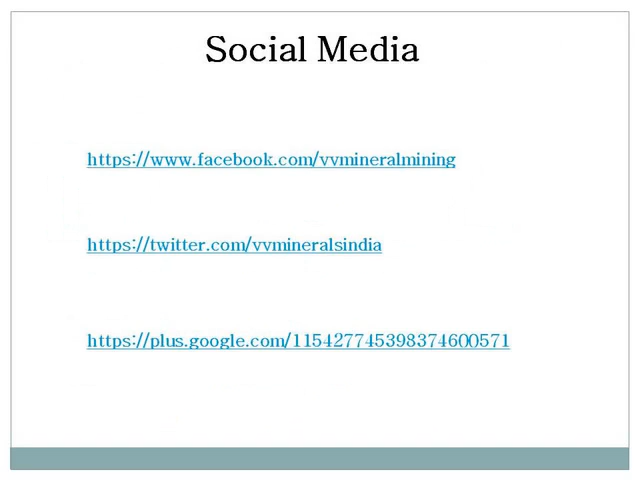 Social Media
https://www.facebook.com/vvmineralmining
https://twitter.com/vvmineralsindia
https://plus.google.com/115427745398374600571